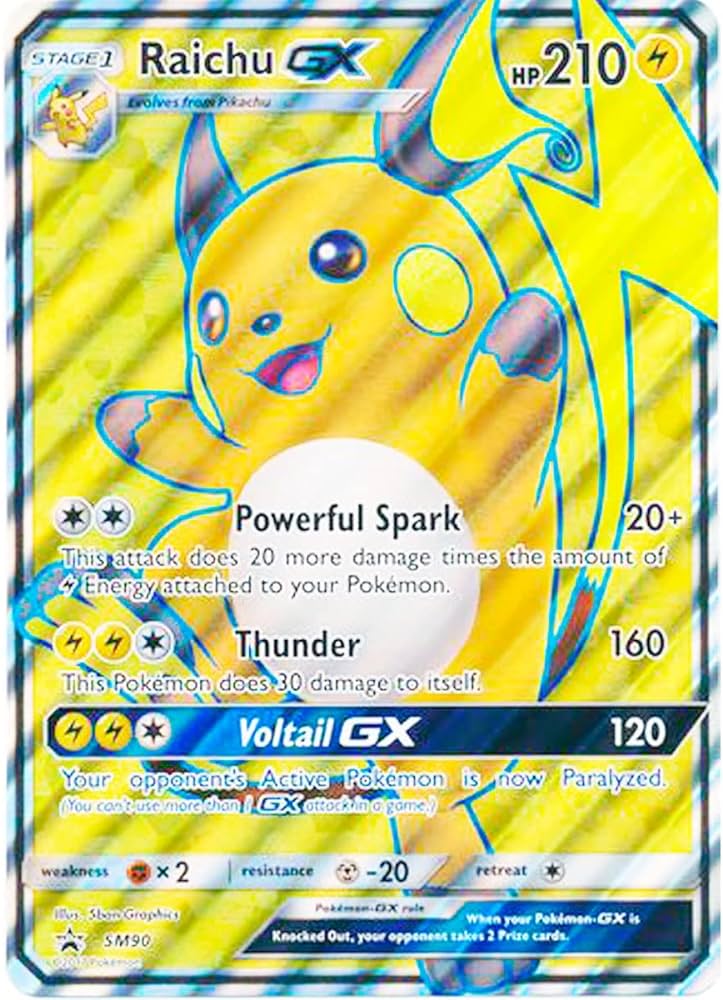 STAGE1 Raichu GX HP210
Evolves from Pikachu
Powerful Spark 20+
This attack does 20 more damage times the amount of
Energy attached to your Pokémon.
Thunder 160
This Pokémon does 30 damage to itself.
Voltail GX 120
Your opponent's Active Pokémon is now Paralyzed.
(You can't use more than 1 GX attack in a game.)
weakness × 2 resistance -20 retreat
Illus. 5ban Graphics
Pokémon-GX rule
When your Pokémon-GX is
Knocked Out, your opponent takes 2 Prize cards.
SM90
©2017 Pokémon